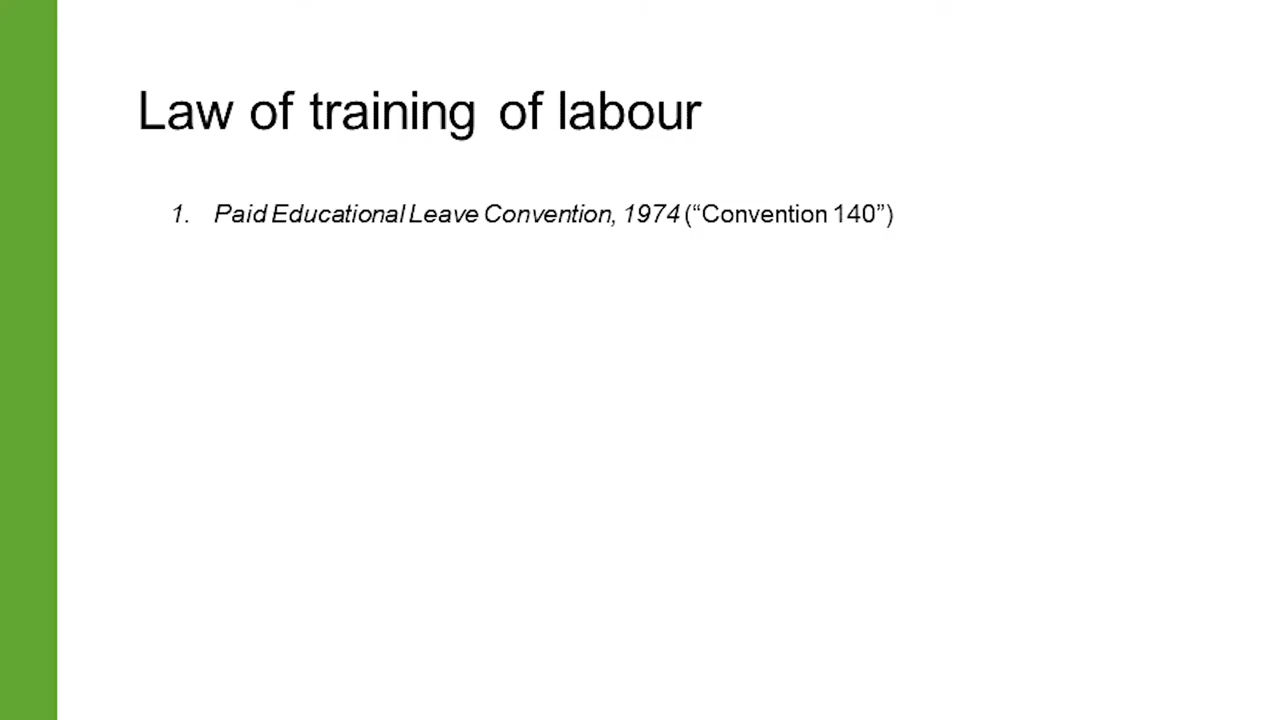 Law of training of labour
1. Paid Educational Leave Convention, 1974 (“Convention 140”)